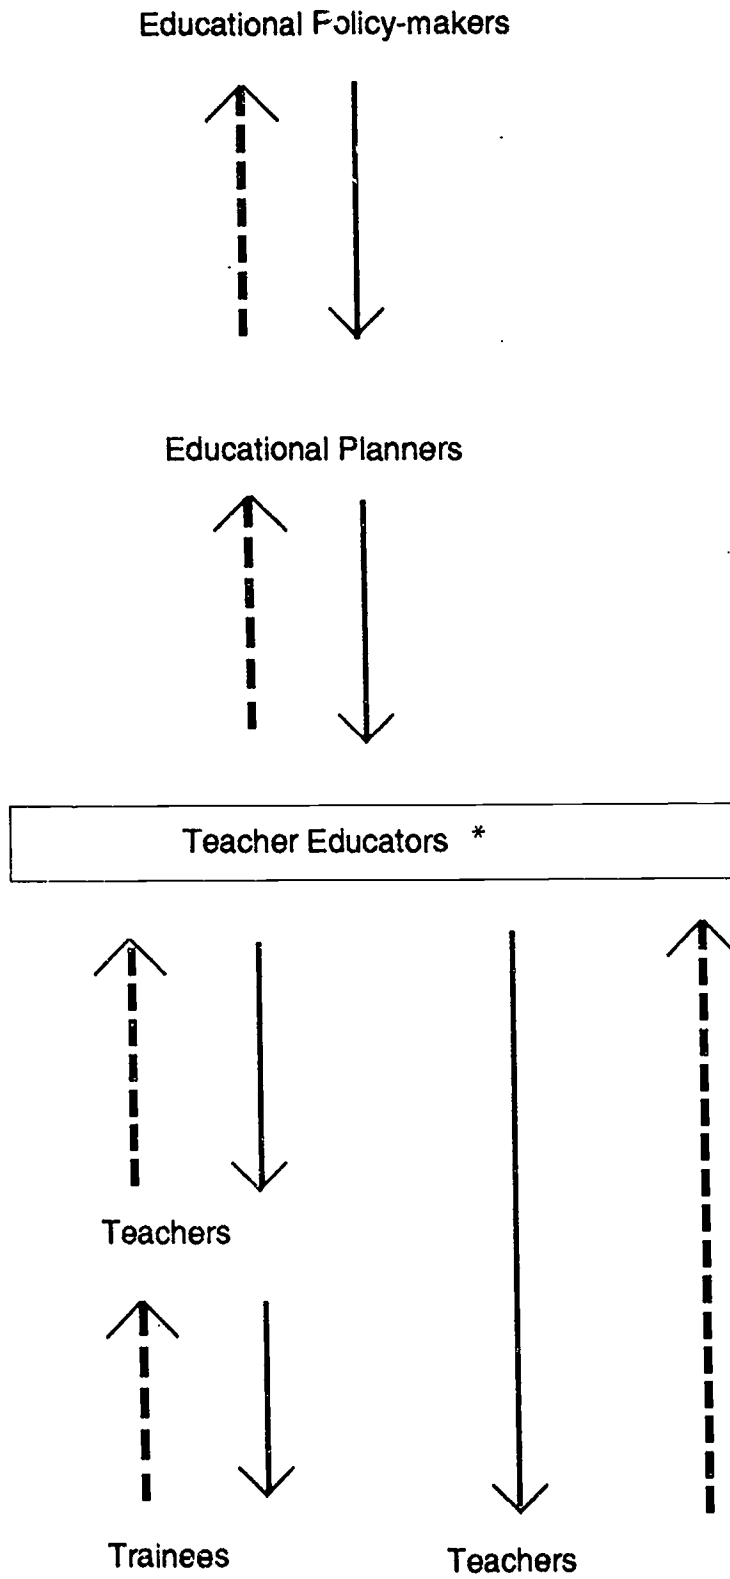 Educational Policy-makers
Educational Planners
Teacher Educators *
Teachers
Trainees Teachers